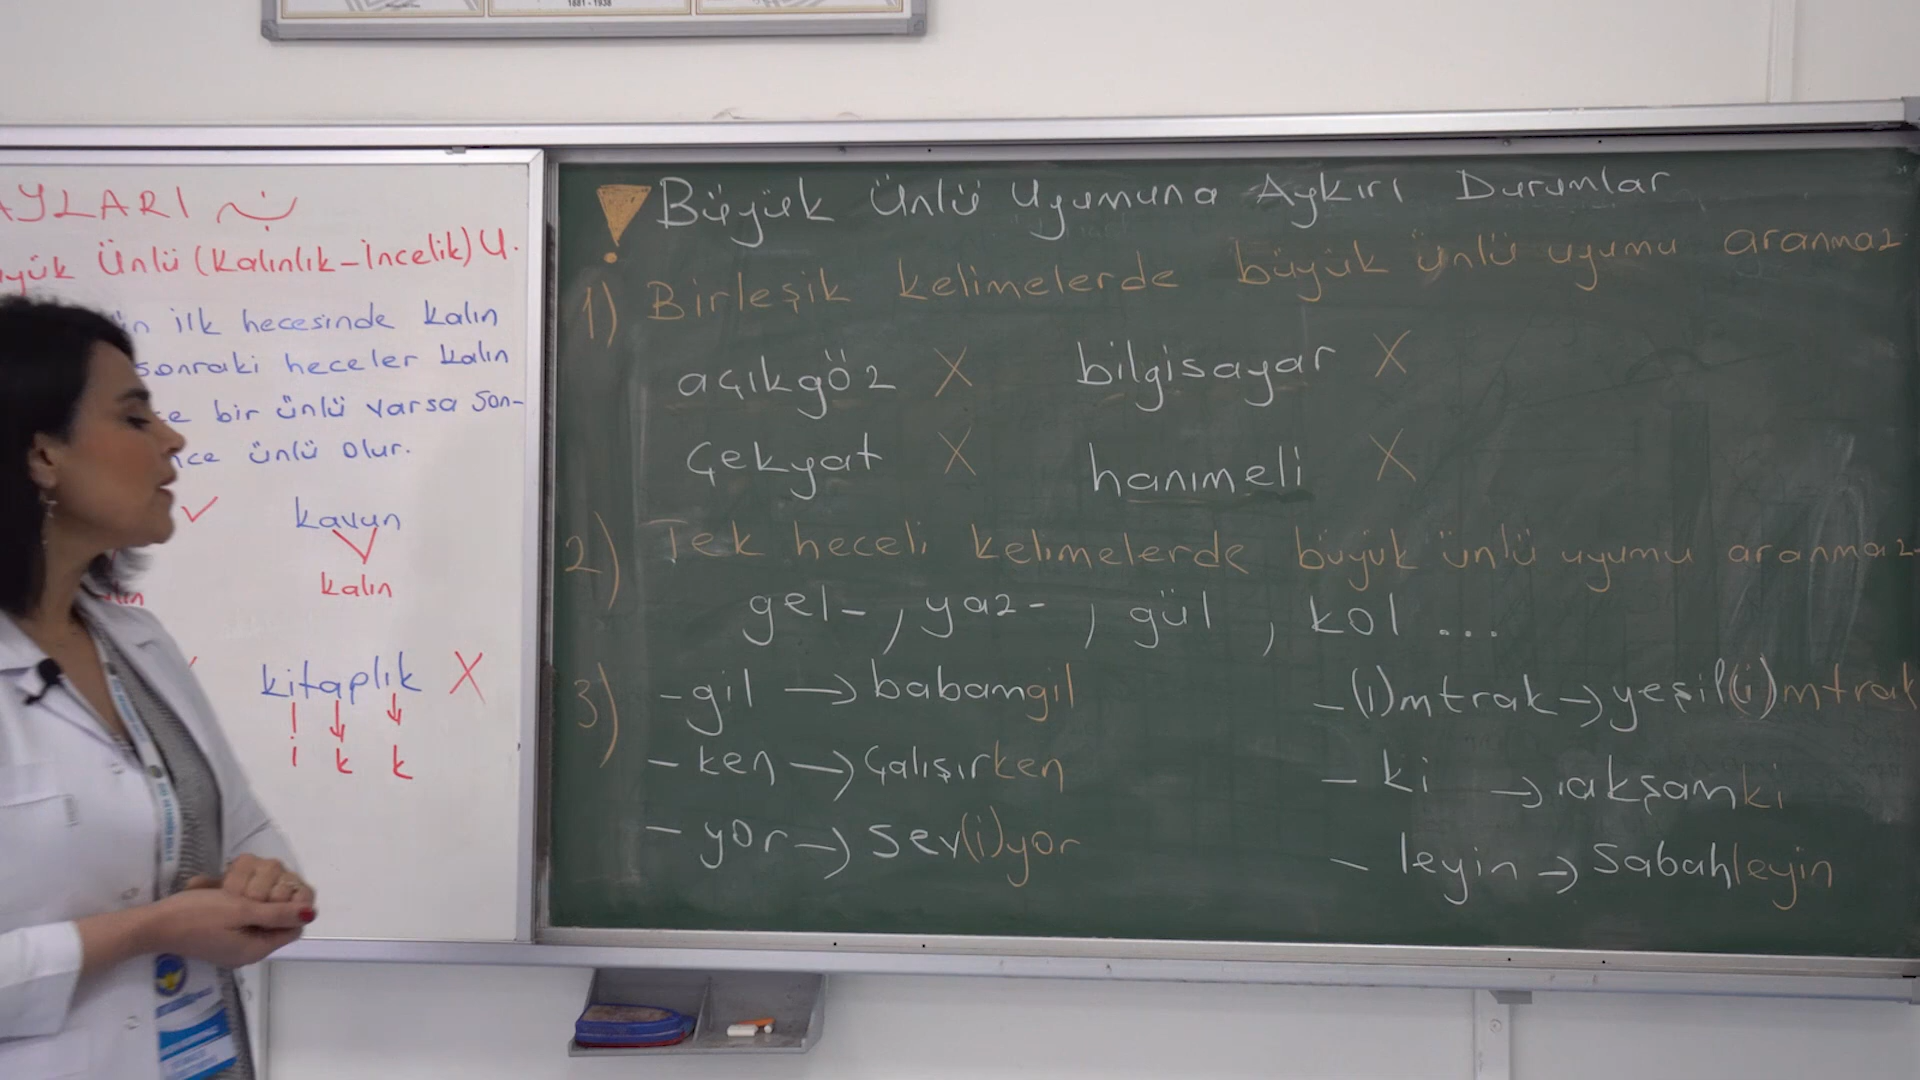 1881-1938
AYLARI
Büyük Ünlü (Kalınlık-İncelik) U.
ilk hecesinde kalın
sonraki heceler kalın
bir ünlü varsa son-
ünlü olur.
kavun
kalın
kitaplık X
i k k
! Büyük Ünlü Uyumuna Aykırı Durumlar
1) Birleşik kelimelerde büyük ünlü uyumu aranmaz
açıkgöz X bilgisayar X
Çekyat X hanımeli X
2) Tek heceli kelimelerde büyük ünlü uyumu aranmaz.
gel-, yaz-, gül, kol ...
3) -gil → babamgil -(ı)mtrak → yeşil(i)mtrak
-ken → Çalışırken -ki → akşamki
-yor → Sev(i)yor -leyin → Sabahleyin